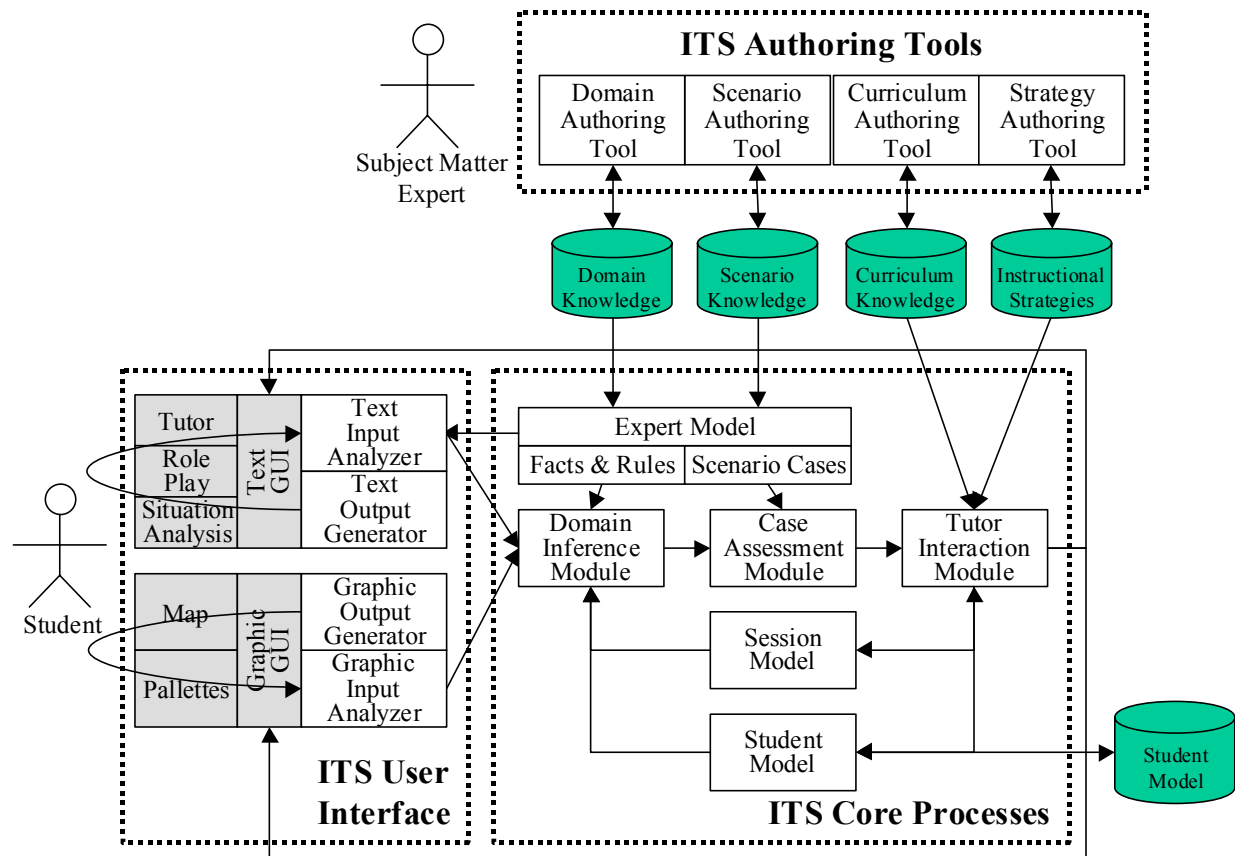 ITS Authoring Tools
Domain
Authoring
Tool
Scenario
Authoring
Tool
Curriculum
Authoring
Tool
Strategy
Authoring
Tool
Subject Matter
Expert
Domain
Knowledge
Scenario
Knowledge
Curriculum
Knowledge
Instructional
Strategies
Tutor
Role
Play
Situation
Analysis
Text
GUI
Text
Input
Analyzer
Text
Output
Generator
Expert Model
Facts & Rules
Scenario Cases
Domain
Inference
Module
Case
Assessment
Module
Tutor
Interaction
Module
Student
Map
Pallettes
Graphic
GUI
Graphic
Output
Generator
Graphic
Input
Analyzer
Session
Model
Student
Model
Student
Model
ITS User
Interface
ITS Core Processes